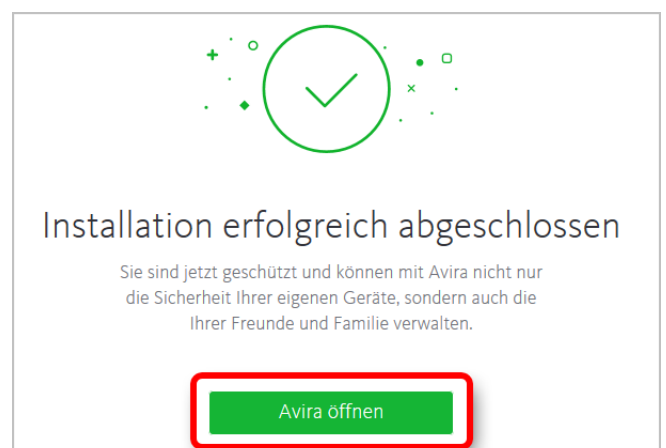 Installation erfolgreich abgeschlossen
Sie sind jetzt geschützt und können mit Avira nicht nur
die Sicherheit Ihrer eigenen Geräte, sondern auch die
Ihrer Freunde und Familie verwalten.
Avira öffnen